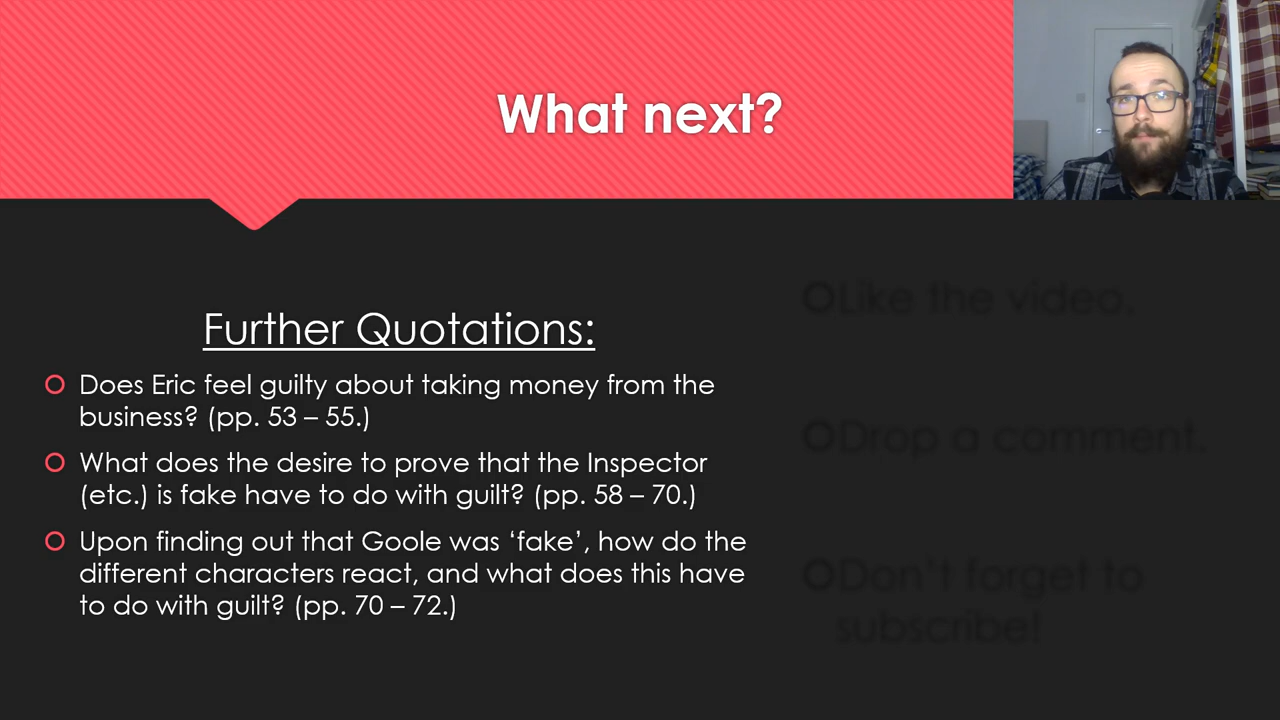 What next?
Further Quotations:
Does Eric feel guilty about taking money from the
business? (pp. 53 – 55.)
What does the desire to prove that the Inspector
(etc.) is fake have to do with guilt? (pp. 58 – 70.)
Upon finding out that Goole was ‘fake’, how do the
different characters react, and what does this have
to do with guilt? (pp. 70 – 72.)
Like the video.
Drop a comment.
Don't forget to
subscribe!